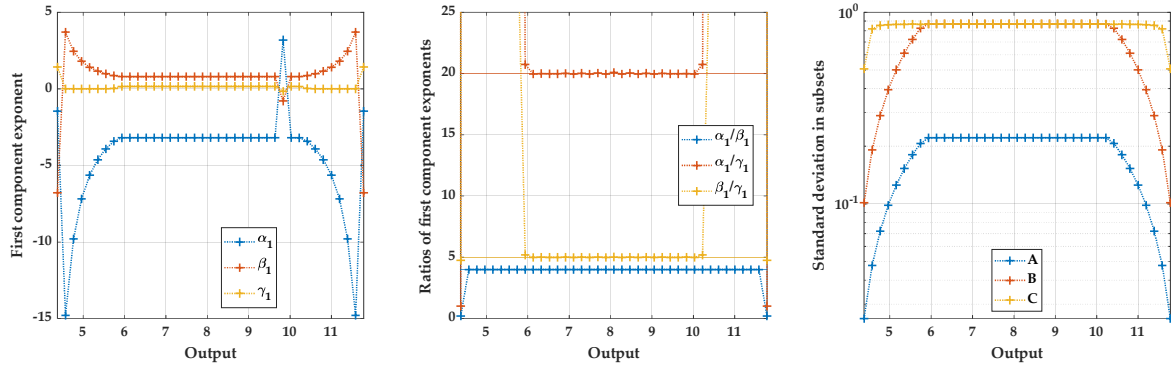 First component exponent
5
0
-5
-10
-15
α1
β1
γ1
5 6 7 8 9 10 11
Output
Ratios of first component exponents
25
20
15
10
5
0
α1/β1
α1/γ1
β1/γ1
5 6 7 8 9 10 11
Output
Standard deviation in subsets
10^0
10^-1
A
B
C
5 6 7 8 9 10 11
Output